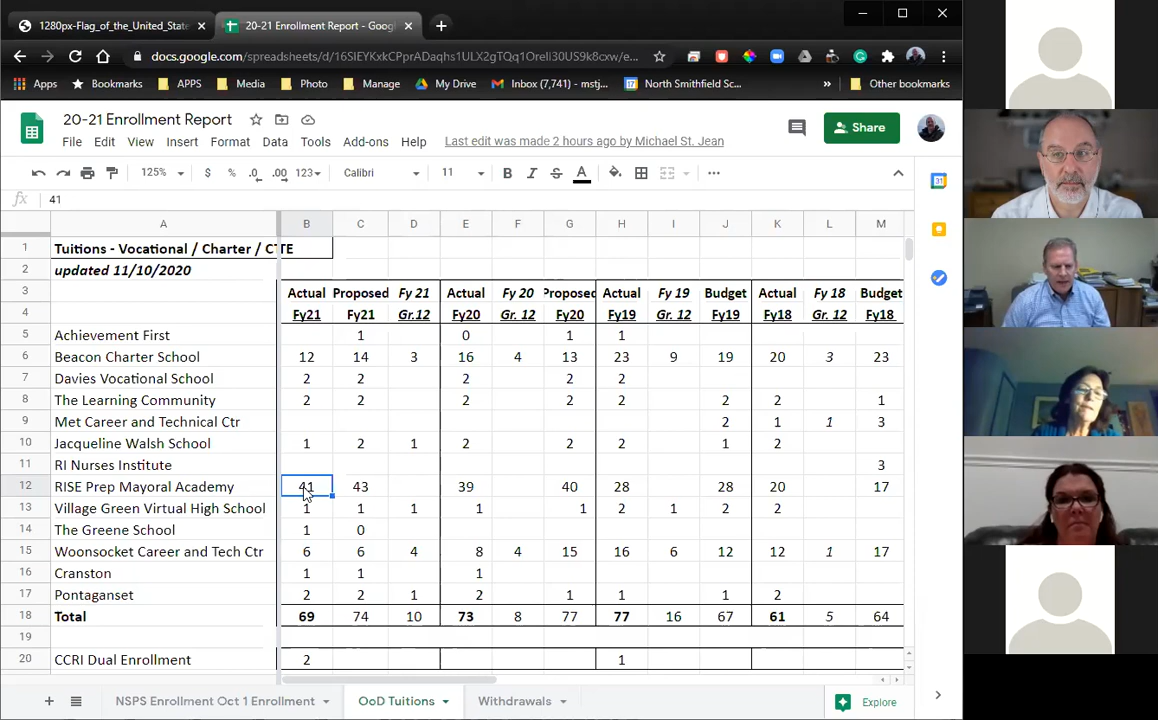 1280px-Flag_of_the_United_State
20-21 Enrollment Report - Goog
docs.google.com/spreadsheets/d/16SIEYKxkCPprADaqhs1ULX2gTQq1Orell30US9k8cxw/e...
Apps Bookmarks APPS Media Photo Manage My Drive Inbox (7,741) - mstj... 17 North Smithfield Sc... » Other bookmarks
20-21 Enrollment Report
Share
File Edit View Insert Format Data Tools Add-ons Help Last edit was made 2 hours ago by Michael St. Jean
125% $ % .0 .00 123 Calibri 11 B I S A
fx 41
31
A B C D E F G H I J K L M
1 Tuitions - Vocational / Charter / CTE
2 updated 11/10/2020
3 Actual Proposed Fy 21 Actual Fy 20 Proposed Actual Fy 19 Budget Actual Fy 18 Budget
4 Fy21 Fy21 Gr.12 Fy20 Gr. 12 Fy20 Fy19 Gr. 12 Fy19 Fy18 Gr. 12 Fy18
5 Achievement First 1 0 1 1
6 Beacon Charter School 12 14 3 16 4 13 23 9 19 20 3 23
7 Davies Vocational School 2 2 2 2 2
8 The Learning Community 2 2 2 2 2 2 2 1
9 Met Career and Technical Ctr 2 1 1 3
10 Jacqueline Walsh School 1 2 1 2 2 2 1 2
11 RI Nurses Institute 3
12 RISE Prep Mayoral Academy 41 43 39 40 28 28 20 17
13 Village Green Virtual High School 1 1 1 1 1 2 1 2 2
14 The Greene School 1 0
15 Woonsocket Career and Tech Ctr 6 6 4 8 4 15 16 6 12 12 1 17
16 Cranston 1 1 1
17 Pontaganset 2 2 1 2 1 1 1 2
18 Total 69 74 10 73 8 77 77 16 67 61 5 64
19
20 CCRI Dual Enrollment 2 1
NSPS Enrollment Oct 1 Enrollment OoD Tuitions Withdrawals Explore